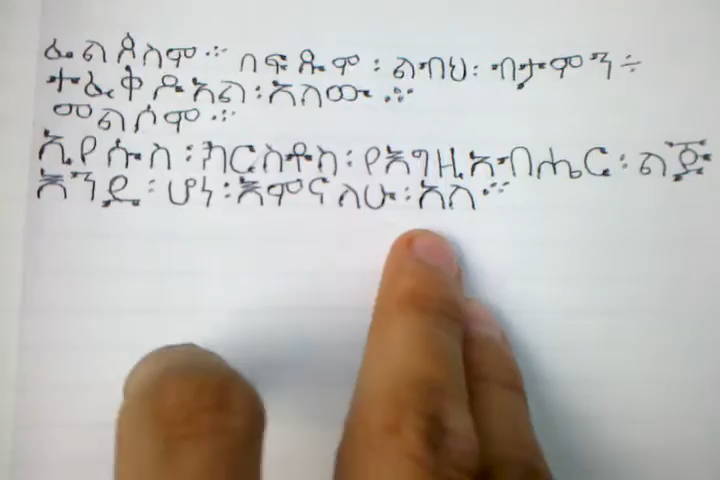 ፊልጶስም ። በፍጹም ፡ ልብህ ፡ ብታምን ÷
ተፈቅዶአል ፡ አለው ።
መልሶም ።
ኢየሱስ ፡ ክርስቶስ ፡ የእግዚአብሔር ፡ ልጅ
እንደ ፡ ሆነ ፡ አምናለሁ ፡ አለ ።